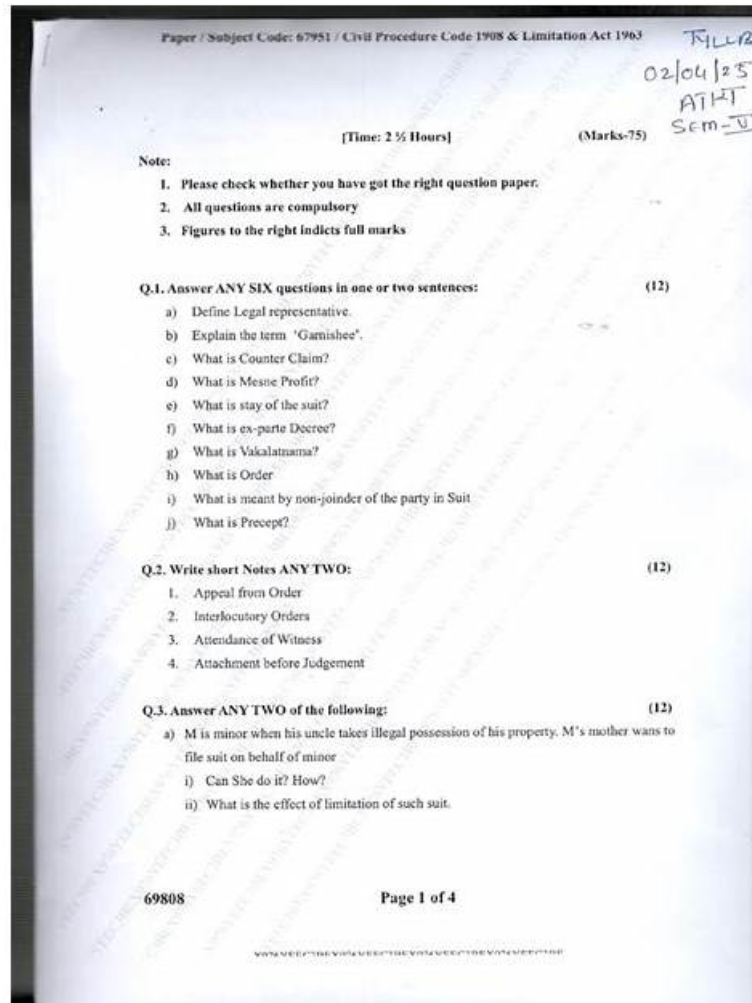 Paper / Subject Code: 67951 / Civil Procedure Code 1908 & Limitation Act 1963
TYLLB
02/04/25
ATKT
Sem-V
[Time: 2 ½ Hours] (Marks-75)
Note:
1. Please check whether you have got the right question paper.
2. All questions are compulsory
3. Figures to the right indicts full marks
Q.1. Answer ANY SIX questions in one or two sentences: (12)
a) Define Legal representative.
b) Explain the term 'Garnishee'.
c) What is Counter Claim?
d) What is Mesne Profit?
e) What is stay of the suit?
f) What is ex-parte Decree?
g) What is Vakalatnama?
h) What is Order
i) What is meant by non-joinder of the party in Suit
j) What is Precept?
Q.2. Write short Notes ANY TWO: (12)
1. Appeal from Order
2. Interlocutory Orders
3. Attendance of Witness
4. Attachment before Judgement
Q.3. Answer ANY TWO of the following: (12)
a) M is minor when his uncle takes illegal possession of his property. M's mother wans to
file suit on behalf of minor
i) Can She do it? How?
ii) What is the effect of limitation of such suit.
69808 Page 1 of 4